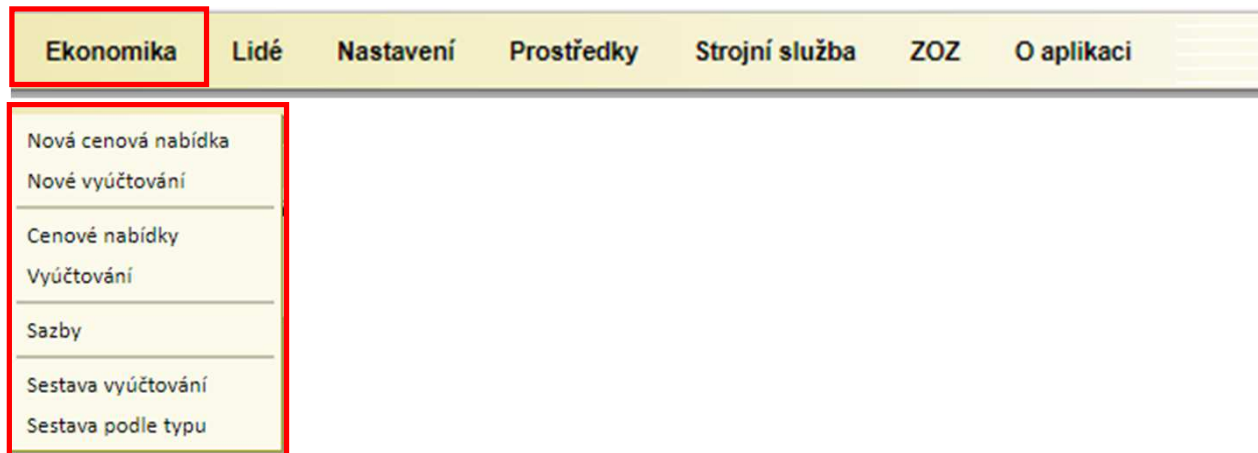 Ekonomika Lidé Nastavení Prostředky Strojní služba ZOZ O aplikaci
Nová cenová nabídka
Nové vyúčtování
Cenové nabídky
Vyúčtování
Sazby
Sestava vyúčtování
Sestava podle typu